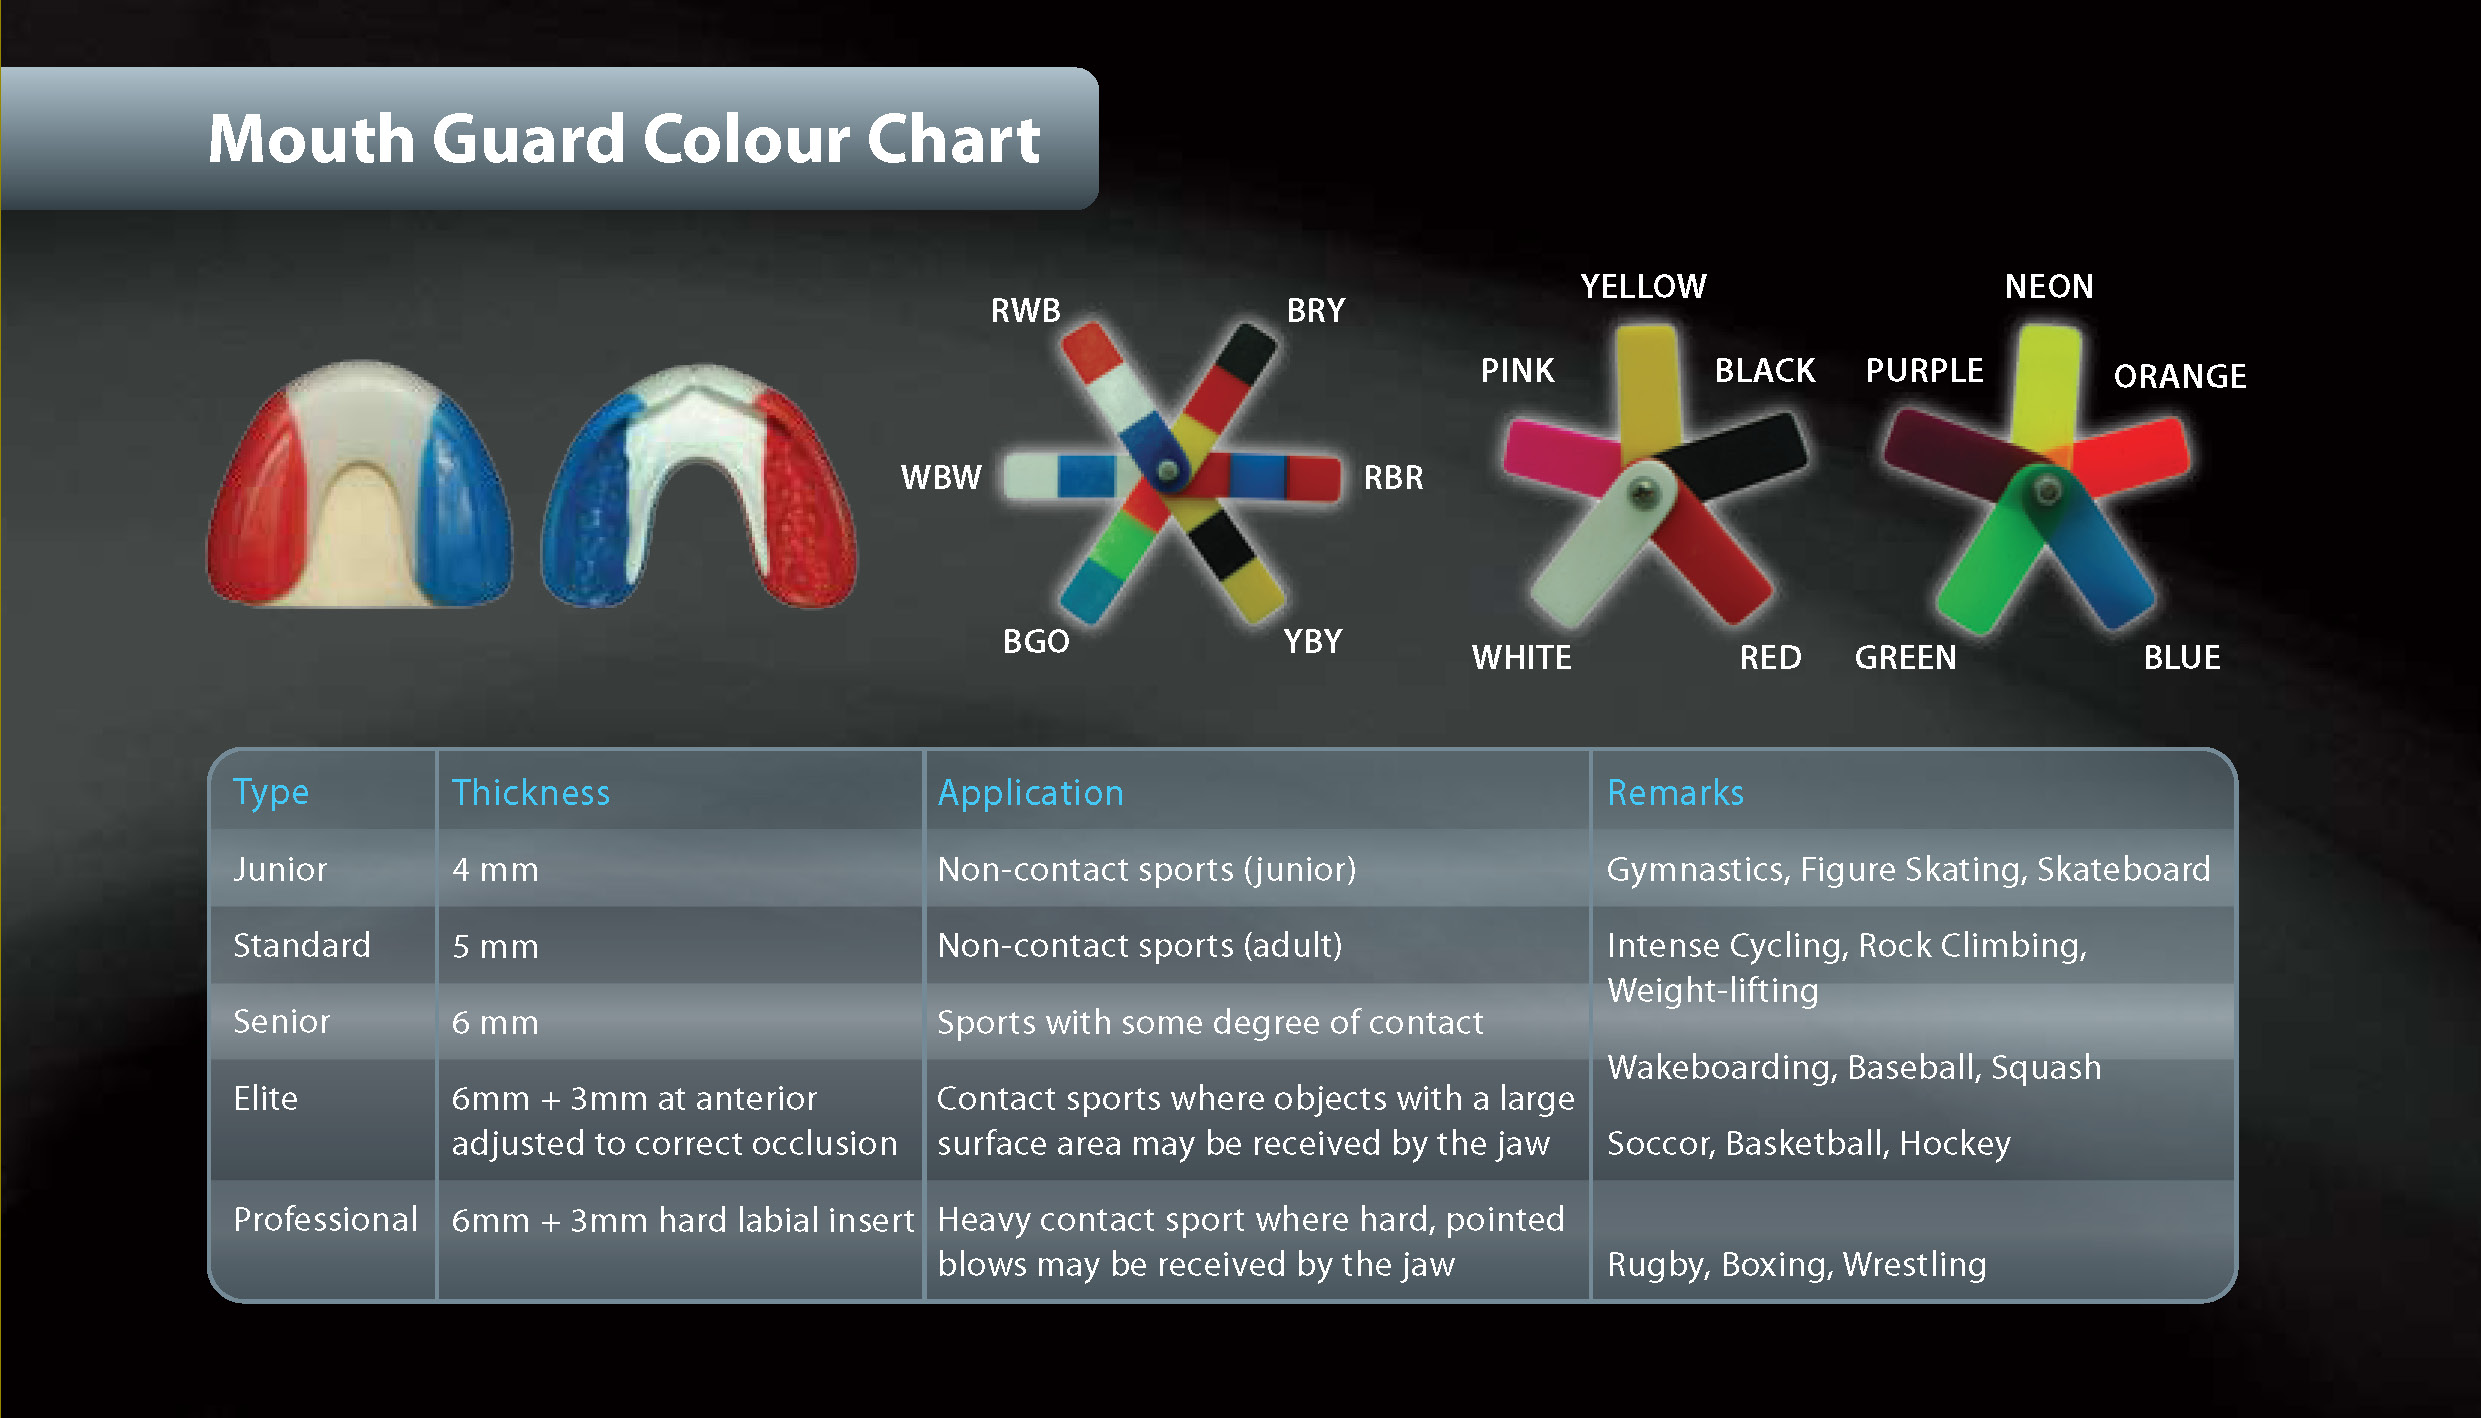 Mouth Guard Colour Chart
RWB
BRY
WBW
RBR
BGO
YBY
YELLOW
PINK
BLACK
WHITE
RED
NEON
PURPLE
ORANGE
GREEN
BLUE
Type Thickness Application Remarks
Junior 4 mm Non-contact sports (junior) Gymnastics, Figure Skating, Skateboard
Standard 5 mm Non-contact sports (adult) Intense Cycling, Rock Climbing,
Weight-lifting
Senior 6 mm Sports with some degree of contact
Wakeboarding, Baseball, Squash
Elite 6mm + 3mm at anterior Contact sports where objects with a large
adjusted to correct occlusion surface area may be received by the jaw Soccor, Basketball, Hockey
Professional 6mm + 3mm hard labial insert Heavy contact sport where hard, pointed
blows may be received by the jaw Rugby, Boxing, Wrestling